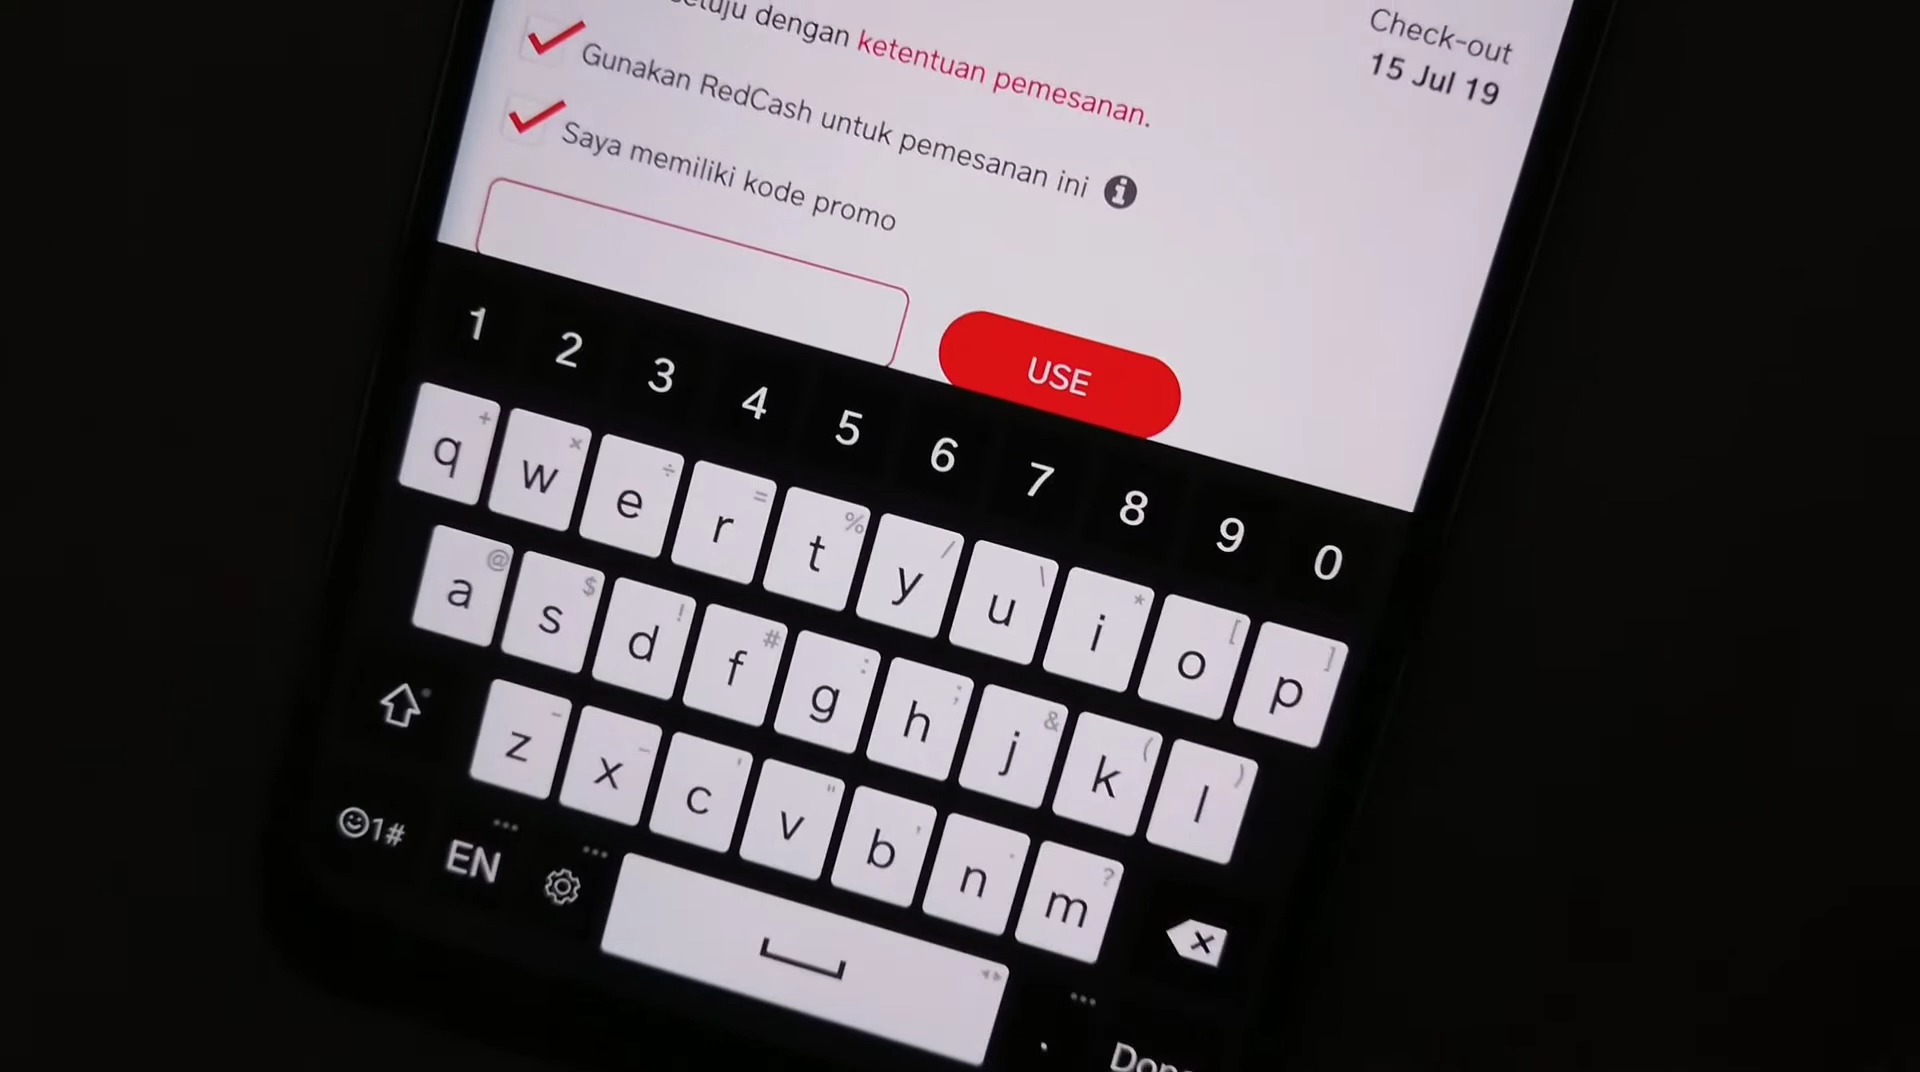 dengan ketentuan pemesanan.
Check-out
15 Jul 19
Gunakan RedCash untuk pemesanan ini
Saya memiliki kode promo
USE
1 2 3 4 5 6 7 8 9 0
q w e r t y u i o p
+ × ÷ = % / \ * [ ]
a s d f g h j k l
@ $ ! # : ; & ( )
z x c v b n m
1# EN